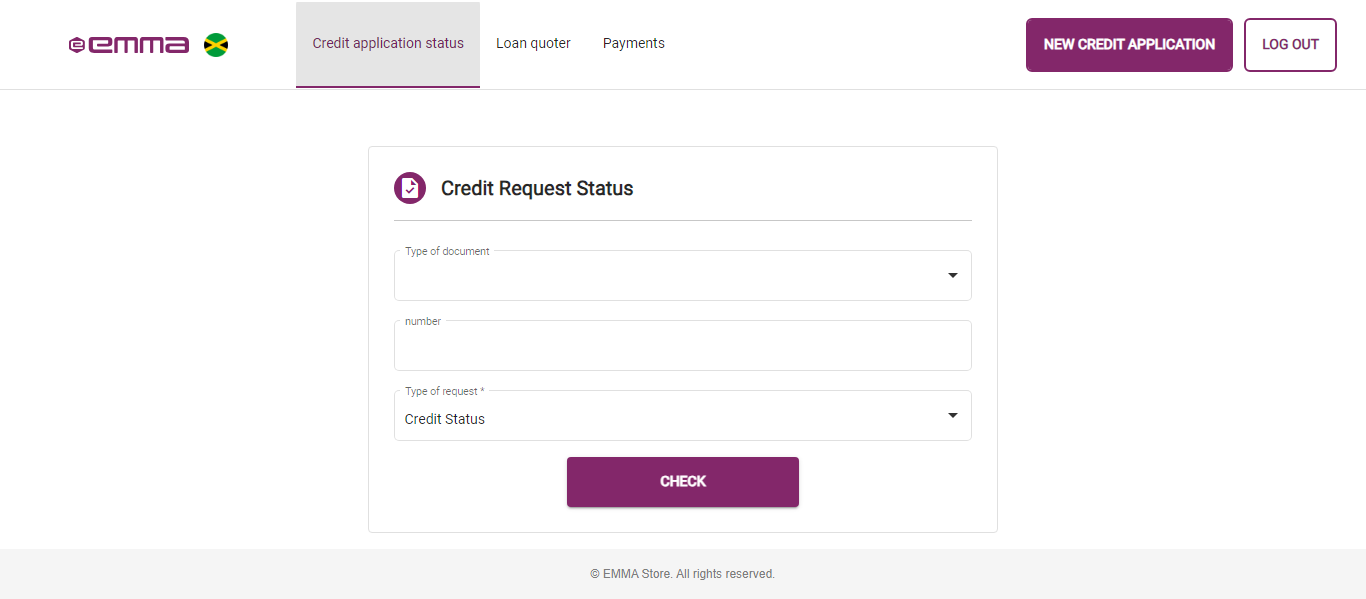 emma
Credit application status
Loan quoter
Payments
NEW CREDIT APPLICATION
LOG OUT
Credit Request Status
Type of document
number
Type of request *
Credit Status
CHECK
© EMMA Store. All rights reserved.